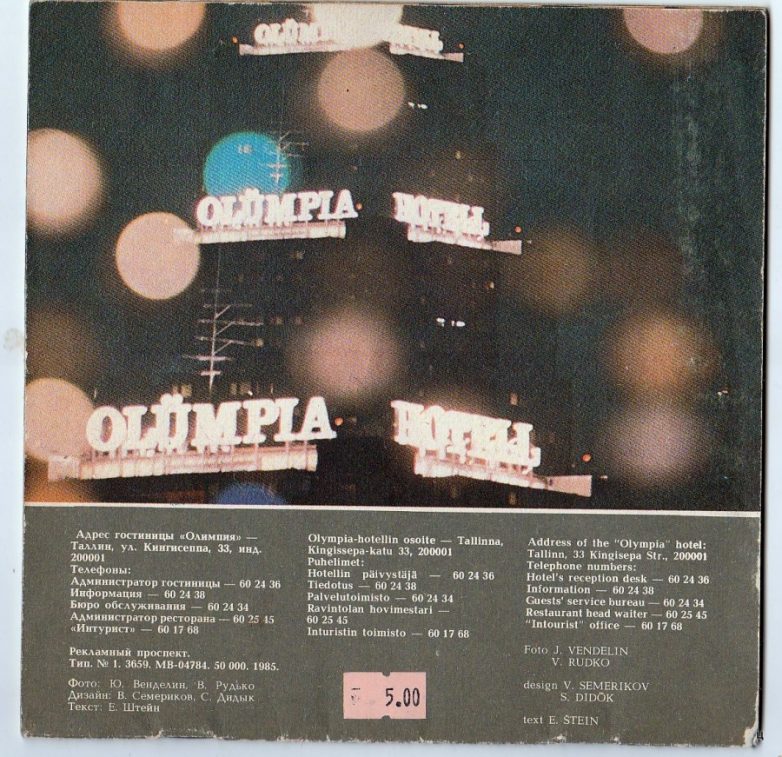 OLÜMPIA HOTELL
OLÜMPIA HOTELL
OLÜMPIA HOTELL
Адрес гостиницы «Олимпия» —
Таллин, ул. Кингисеппа, 33, инд.
200001
Телефоны:
Администратор гостиницы — 60 24 36
Информация — 60 24 38
Бюро обслуживания — 60 24 34
Администратор ресторана — 60 25 45
«Интурист» — 60 17 68
Рекламный проспект.
Тип. № 1. 3659. МВ-04784. 50 000. 1985.
Фото: Ю. Венделин, В. Рудько
Дизайн: В. Семериков, С. Дидык
Текст: Е. Штейн
Olympia-hotellin osoite — Tallinna,
Kingissepa-katu 33, 200001
Puhelimet:
Hotellin päivystäjä — 60 24 36
Tiedotus — 60 24 38
Palvelutoimisto — 60 24 34
Ravintolan hovimestari —
60 25 45
Inturistin toimisto — 60 17 68
5.00
Address of the "Olympia" hotel:
Tallinn, 33 Kingisepa Str., 200001
Telephone numbers:
Hotel's reception desk — 60 24 36
Information — 60 24 38
Guests' service bureau — 60 24 34
Restaurant head waiter — 60 25 45
"Intourist" office — 60 17 68
Foto J. VENDELIN
V. RUDKO
design V. SEMERIKOV
S. DIDÕK
text E. ŠTEIN